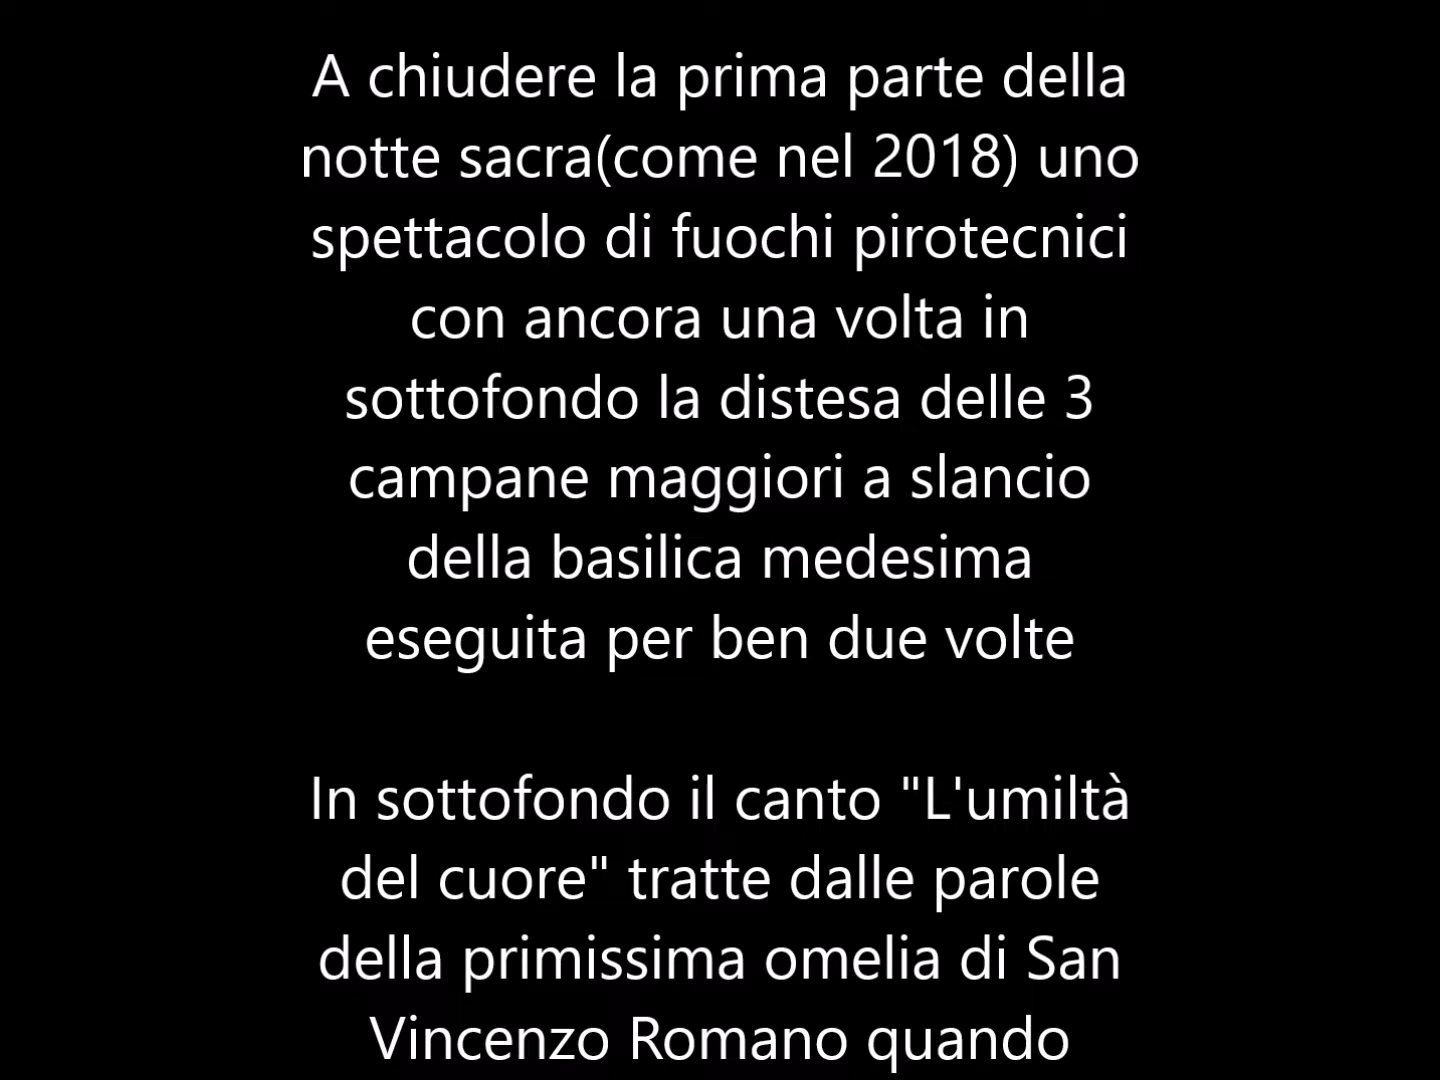 A chiudere la prima parte della
notte sacra(come nel 2018) uno
spettacolo di fuochi pirotecnici
con ancora una volta in
sottofondo la distesa delle 3
campane maggiori a slancio
della basilica medesima
eseguita per ben due volte
In sottofondo il canto "L'umiltà
del cuore" tratte dalle parole
della primissima omelia di San
Vincenzo Romano quando